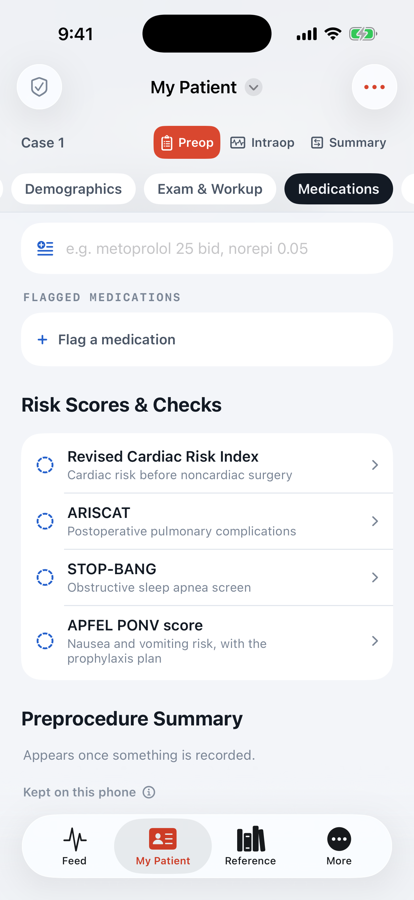 9:41
My Patient
Case 1
Preop
Intraop
Summary
Demographics
Exam & Workup
Medications
e.g. metoprolol 25 bid, norepi 0.05
FLAGGED MEDICATIONS
+ Flag a medication
Risk Scores & Checks
Revised Cardiac Risk Index
Cardiac risk before noncardiac surgery
ARISCAT
Postoperative pulmonary complications
STOP-BANG
Obstructive sleep apnea screen
APFEL PONV score
Nausea and vomiting risk, with the
prophylaxis plan
Preprocedure Summary
Appears once something is recorded.
Kept on this phone
Feed
My Patient
Reference
More